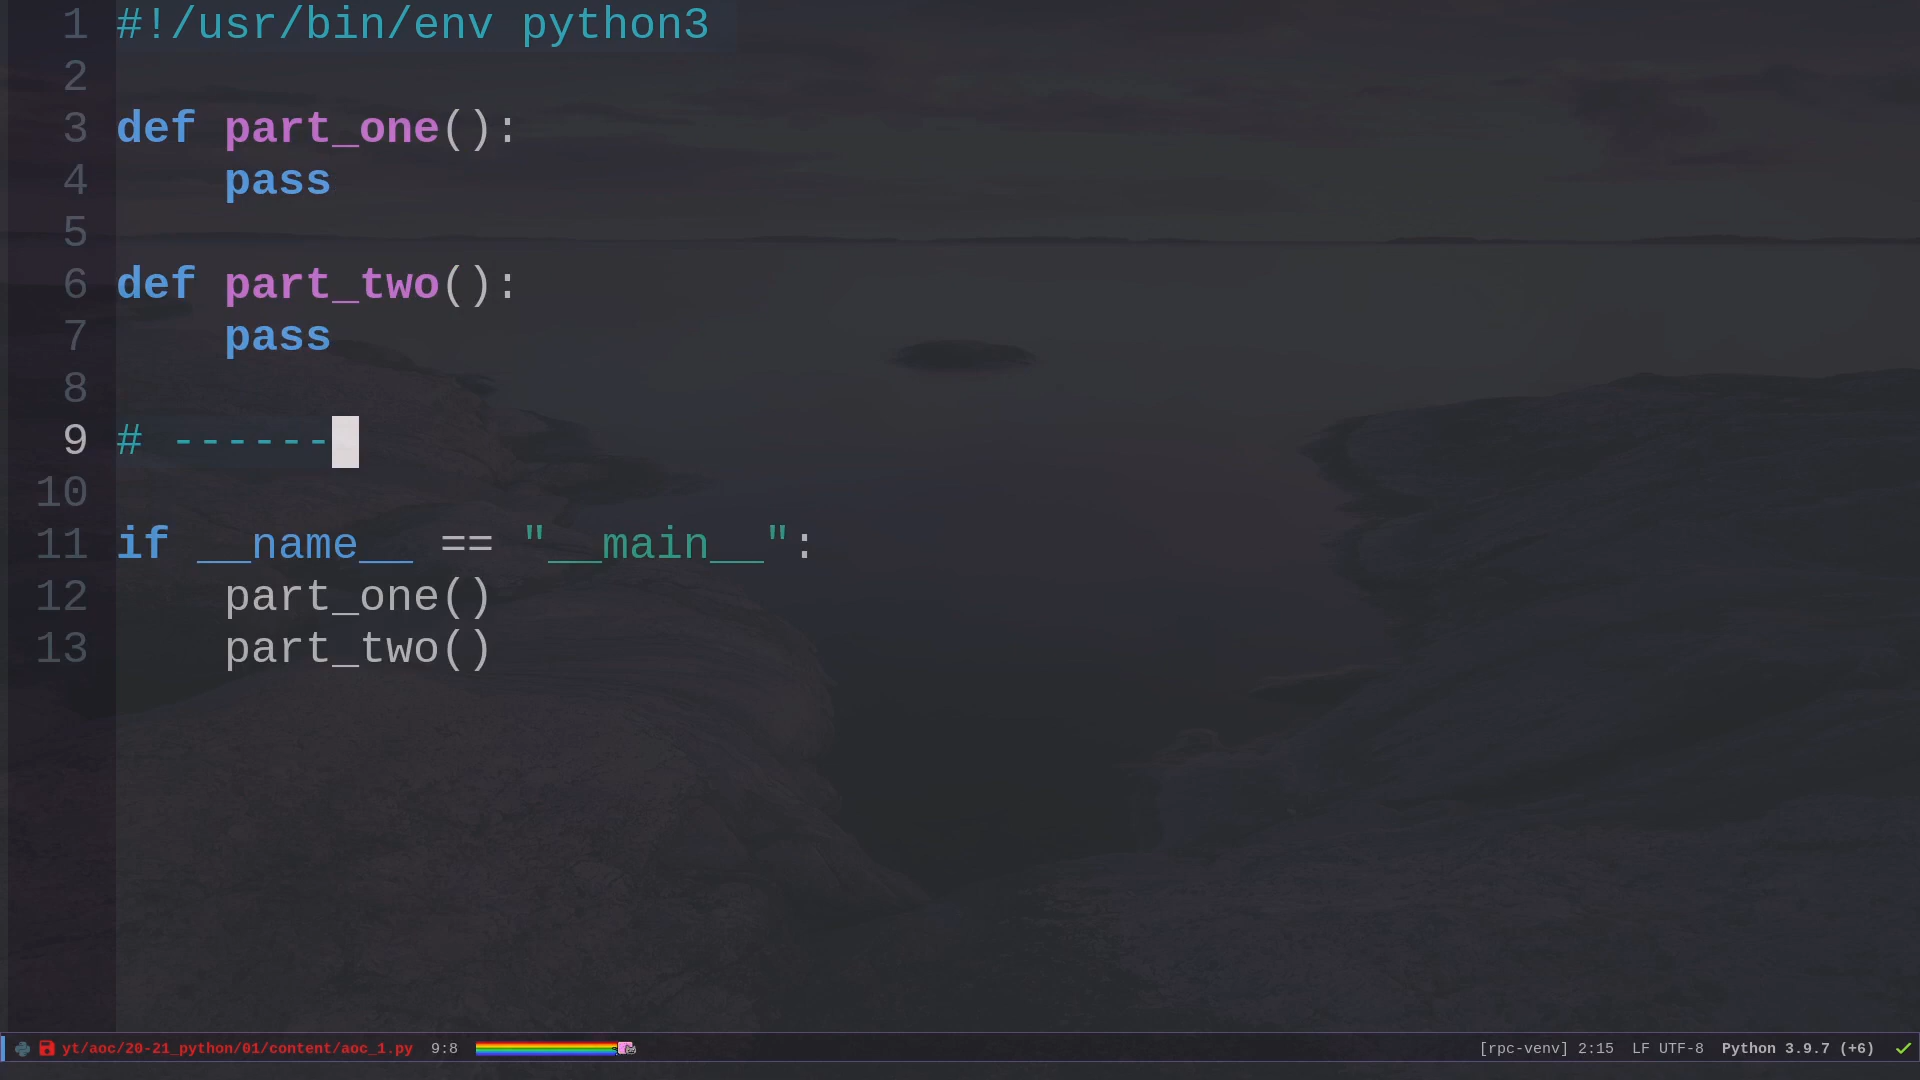 1 #!/usr/bin/env python3
2
3 def part_one():
4     pass
5
6 def part_two():
7     pass
8
9 # ------
10
11 if __name__ == "__main__":
12     part_one()
13     part_two()
yt/aoc/20-21_python/01/content/aoc_1.py 9:8 [rpc-venv] 2:15 LF UTF-8 Python 3.9.7 (+6)